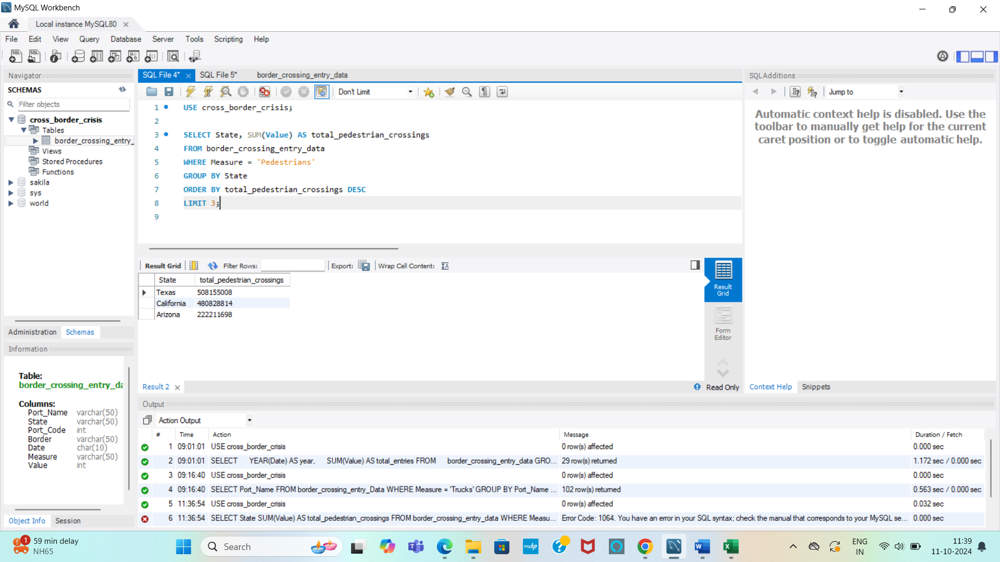 MySQL Workbench
Local instance MySQL80
File Edit View Query Database Server Tools Scripting Help
Navigator
SCHEMAS
Filter objects
cross_border_crisis
Tables
border_crossing_entry_
Views
Stored Procedures
Functions
sakila
sys
world
Administration Schemas
Information
Table:
border_crossing_entry_da
Columns:
Port_Name varchar(50)
State varchar(50)
Port_Code int
Border varchar(50)
Date char(10)
Measure varchar(50)
Value int
Object Info Session
SQL File 4* SQL File 5* border_crossing_entry_data
Don't Limit
1 USE cross_border_crisis;
2
3 SELECT State, SUM(Value) AS total_pedestrian_crossings
4 FROM border_crossing_entry_data
5 WHERE Measure = 'Pedestrians'
6 GROUP BY State
7 ORDER BY total_pedestrian_crossings DESC
8 LIMIT 3;
9
Result Grid Filter Rows: Export: Wrap Cell Content:
State total_pedestrian_crossings
Texas 508155008
California 480828814
Arizona 222211698
Result
Grid
Form
Editor
Result 2
Read Only
SQLAdditions
Jump to
Automatic context help is disabled. Use the
toolbar to manually get help for the current
caret position or to toggle automatic help.
Context Help Snippets
Output
Action Output
# Time Action Message Duration / Fetch
1 09:01:01 USE cross_border_crisis 0 row(s) affected 0.000 sec
2 09:01:01 SELECT YEAR(Date) AS year, SUM(Value) AS total_entries FROM border_crossing_entry_data GRO... 29 row(s) returned 1.172 sec / 0.000 sec
3 09:16:40 USE cross_border_crisis 0 row(s) affected 0.000 sec
4 09:16:40 SELECT Port_Name FROM border_crossing_entry_Data WHERE Measure = 'Trucks' GROUP BY Port_Name ... 102 row(s) returned 0.563 sec / 0.000 sec
5 11:36:54 USE cross_border_crisis 0 row(s) affected 0.032 sec
6 11:36:54 SELECT State SUM(Value) AS total_pedestrian_crossings FROM border_crossing_entry_data WHERE Measu... Error Code: 1064. You have an error in your SQL syntax; check the manual that corresponds to your MySQL se... 0.000 sec
1
59 min delay
NH65
Search
myhp
ENG
IN
11:39
11-10-2024